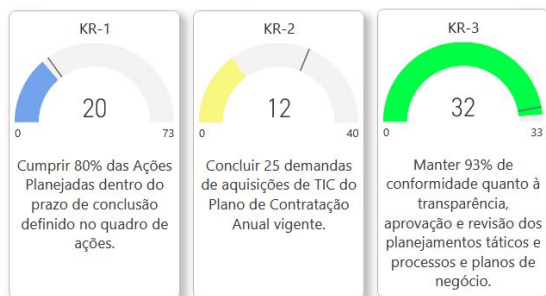 KR-1
20
0
73
Cumprir 80% das Ações
Planejadas dentro do
prazo de conclusão
definido no quadro de
ações.
KR-2
12
0
40
Concluir 25 demandas
de aquisições de TIC do
Plano de Contratação
Anual vigente.
KR-3
32
0
33
Manter 93% de
conformidade quanto à
transparência,
aprovação e revisão dos
planejamentos táticos e
processos e planos de
negócio.